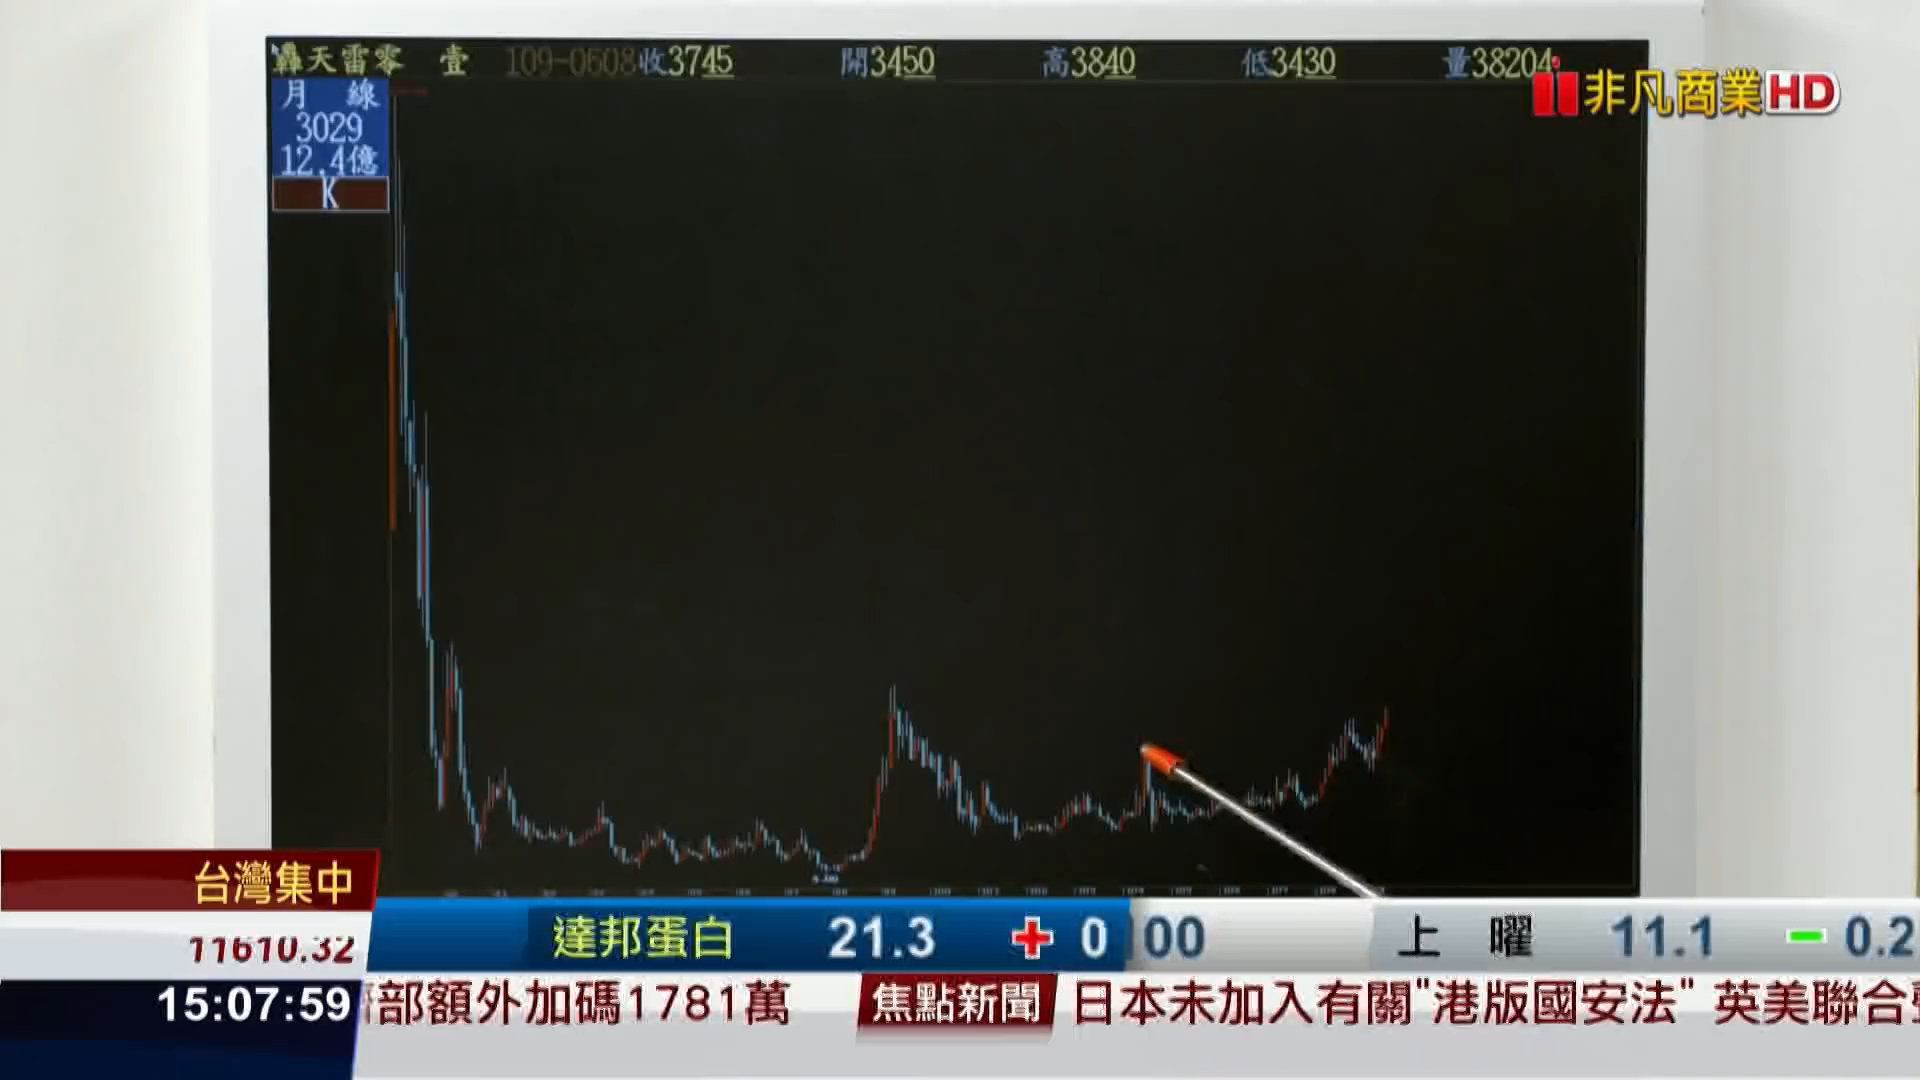 轟天雷零 壹 109-0608收3745 開3450 高3840 低3430 量38204
月 線
3029
12.4億
K
非凡商業HD
台灣集中
11610.32
達邦蛋白 21.3 + 0 00 上 曜 11.1 - 0.2
15:07:59
部額外加碼1781萬 焦點新聞 日本未加入有關"港版國安法" 英美聯合